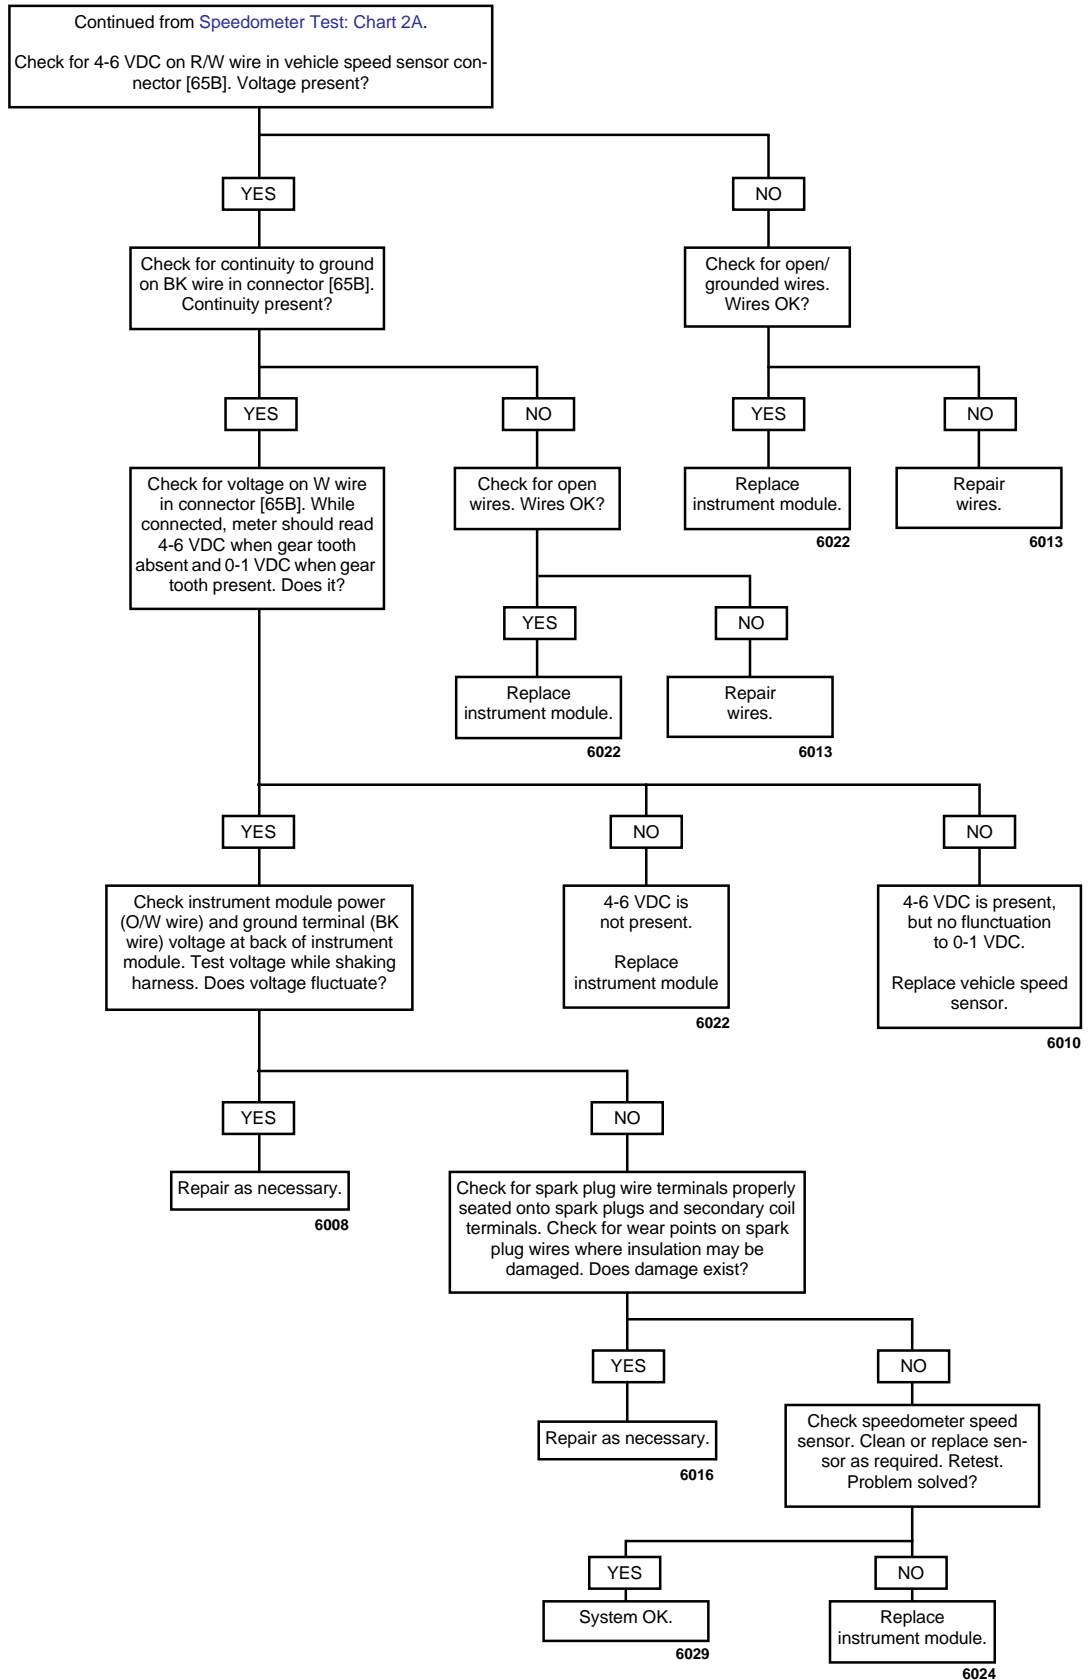 Continued from Speedometer Test: Chart 2A.
Check for 4-6 VDC on R/W wire in vehicle speed sensor con-
nector [65B]. Voltage present?
YES
NO
Check for continuity to ground
on BK wire in connector [65B].
Continuity present?
Check for open/
grounded wires.
Wires OK?
YES
NO
YES
NO
Check for voltage on W wire
in connector [65B]. While
connected, meter should read
4-6 VDC when gear tooth
absent and 0-1 VDC when gear
tooth present. Does it?
Check for open
wires. Wires OK?
Replace
instrument module.
6022
Repair
wires.
6013
YES
NO
Replace
instrument module.
6022
Repair
wires.
6013
YES
NO
NO
Check instrument module power
(O/W wire) and ground terminal (BK
wire) voltage at back of instrument
module. Test voltage while shaking
harness. Does voltage fluctuate?
4-6 VDC is
not present.
Replace
instrument module
6022
4-6 VDC is present,
but no flunctuation
to 0-1 VDC.
Replace vehicle speed
sensor.
6010
YES
NO
Repair as necessary.
6008
Check for spark plug wire terminals properly
seated onto spark plugs and secondary coil
terminals. Check for wear points on spark
plug wires where insulation may be
damaged. Does damage exist?
YES
NO
Repair as necessary.
6016
Check speedometer speed
sensor. Clean or replace sen-
sor as required. Retest.
Problem solved?
YES
NO
System OK.
6029
Replace
instrument module.
6024